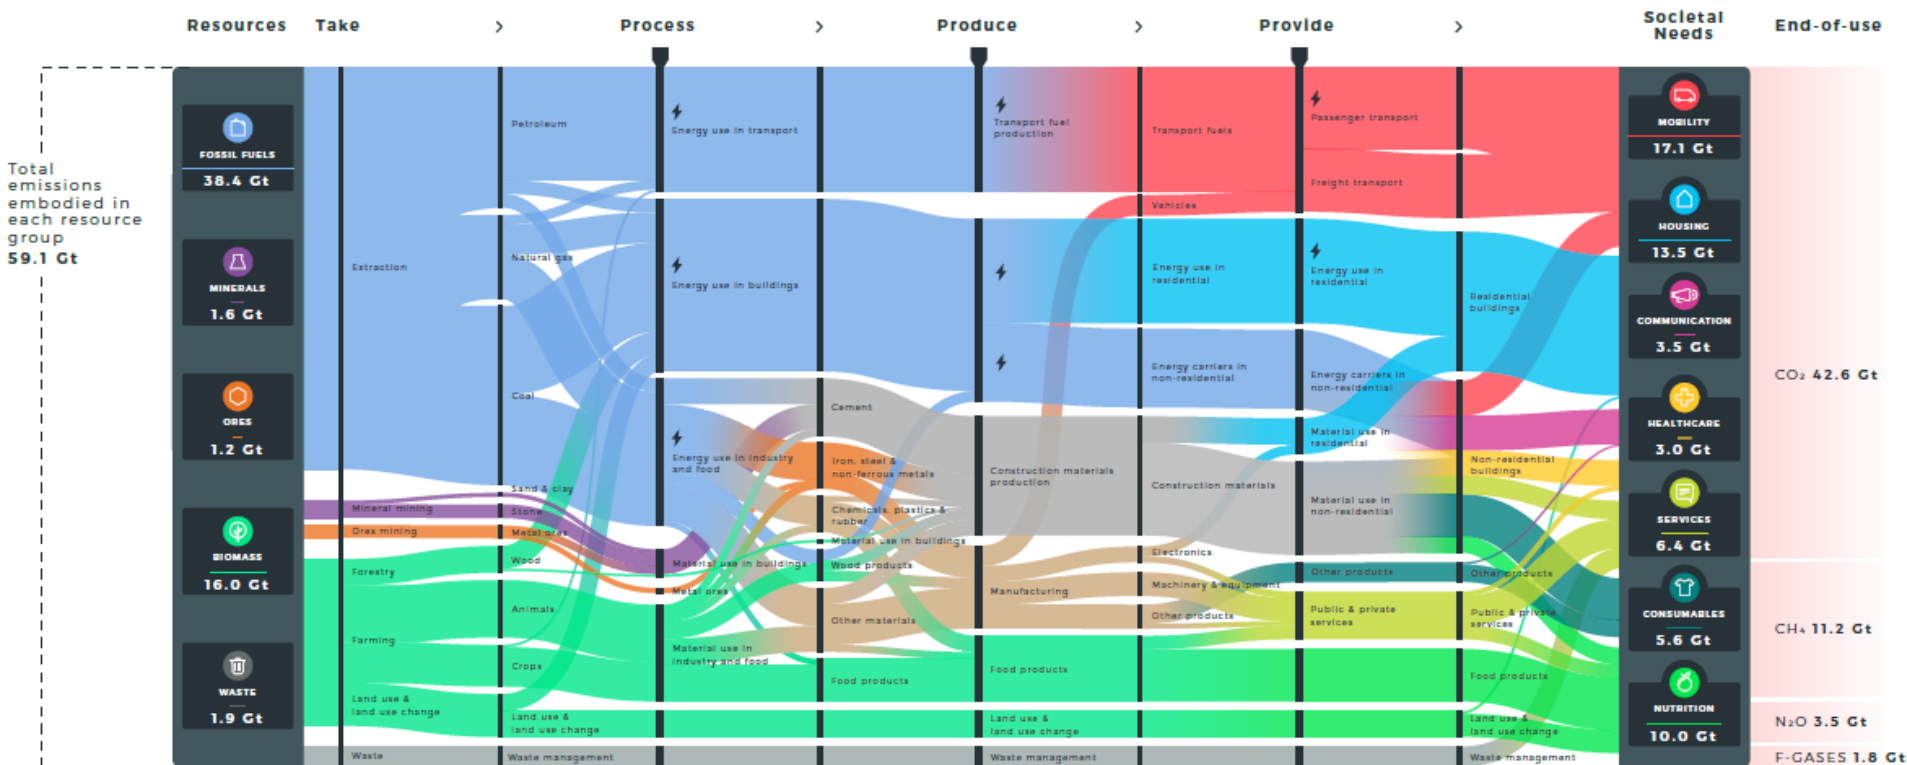 Resources
Take
>
Process
>
Produce
>
Provide
>
Societal
Needs
End-of-use
Total
emissions
embodied in
each resource
group
59.1 Gt
FOSSIL FUELS
38.4 Gt
MINERALS
1.6 Gt
ORES
1.2 Gt
BIOMASS
16.0 Gt
WASTE
1.9 Gt
Extraction
Mineral mining
Ores mining
Forestry
Farming
Land use &
land use change
Waste
Petroleum
Natural gas
Coal
Sand & clay
Stone
Metal ores
Wood
Animals
Crops
Land use &
land use change
Waste management
Energy use in transport
Energy use in buildings
Energy use in industry
and food
Material use in buildings
Metal ores
Material use in
industry and food
Cement
Iron, steel &
non-ferrous metals
Chemicals, plastics &
rubber
Material use in buildings
Wood products
Other materials
Food products
Transport fuel
production
Construction materials
production
Manufacturing
Food products
Land use &
land use change
Waste management
Transport fuels
Vehicles
Energy use in
residential
Energy carriers in
non-residential
Construction materials
Electronics
Machinery & equipment
Other products
Passenger transport
Freight transport
Energy use in
residential
Energy carriers in
non-residential
Material use in
residential
Material use in
non-residential
Other products
Public & private
services
Residential
buildings
Non-residential
buildings
Other products
Public & private
services
Food products
Land use &
land use change
Waste management
MOBILITY
17.1 Gt
HOUSING
13.5 Gt
COMMUNICATION
3.5 Gt
HEALTHCARE
3.0 Gt
SERVICES
6.4 Gt
CONSUMABLES
5.6 Gt
NUTRITION
10.0 Gt
CO₂ 42.6 Gt
CH₄ 11.2 Gt
N₂O 3.5 Gt
F-GASES 1.8 Gt